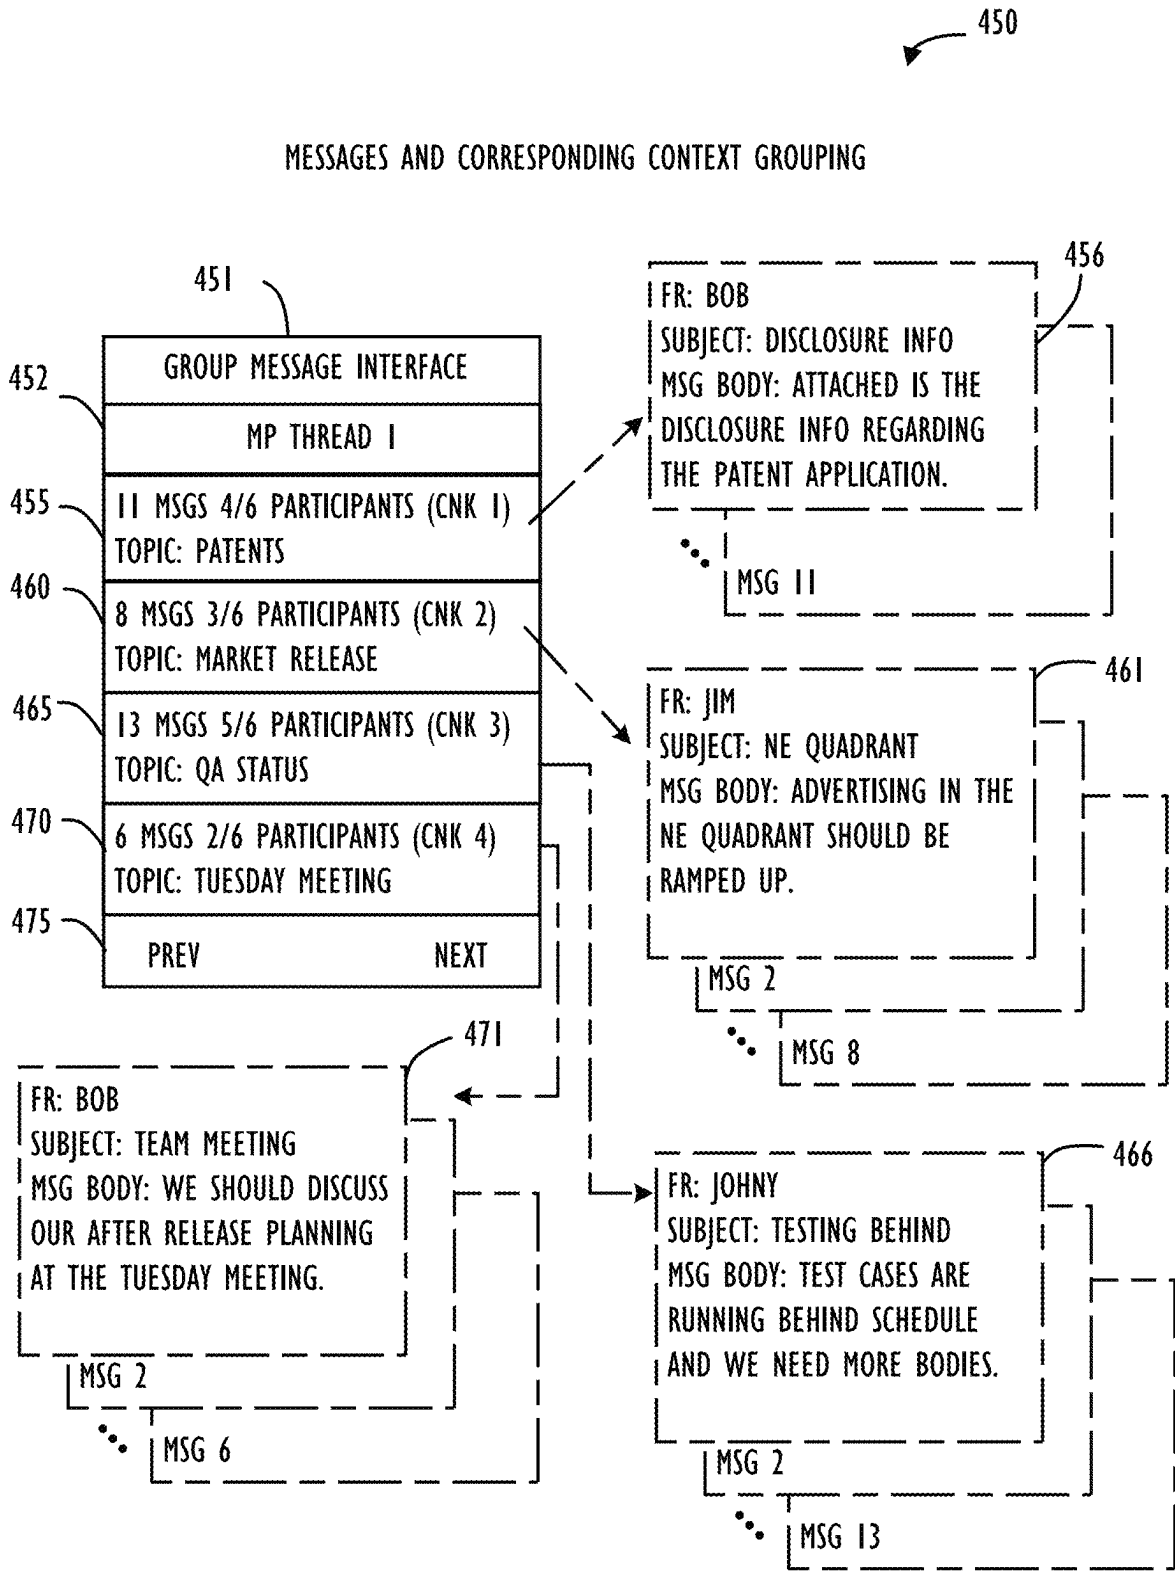 450
MESSAGES AND CORRESPONDING CONTEXT GROUPING
451
GROUP MESSAGE INTERFACE
452
MP THREAD 1
455
11 MSGS 4/6 PARTICIPANTS (CNK 1)
TOPIC: PATENTS
460
8 MSGS 3/6 PARTICIPANTS (CNK 2)
TOPIC: MARKET RELEASE
465
13 MSGS 5/6 PARTICIPANTS (CNK 3)
TOPIC: QA STATUS
470
6 MSGS 2/6 PARTICIPANTS (CNK 4)
TOPIC: TUESDAY MEETING
475
PREV NEXT
456
FR: BOB
SUBJECT: DISCLOSURE INFO
MSG BODY: ATTACHED IS THE
DISCLOSURE INFO REGARDING
THE PATENT APPLICATION.
MSG 11
461
FR: JIM
SUBJECT: NE QUADRANT
MSG BODY: ADVERTISING IN THE
NE QUADRANT SHOULD BE
RAMPED UP.
MSG 2
MSG 8
471
FR: BOB
SUBJECT: TEAM MEETING
MSG BODY: WE SHOULD DISCUSS
OUR AFTER RELEASE PLANNING
AT THE TUESDAY MEETING.
MSG 2
MSG 6
466
FR: JOHNY
SUBJECT: TESTING BEHIND
MSG BODY: TEST CASES ARE
RUNNING BEHIND SCHEDULE
AND WE NEED MORE BODIES.
MSG 2
MSG 13